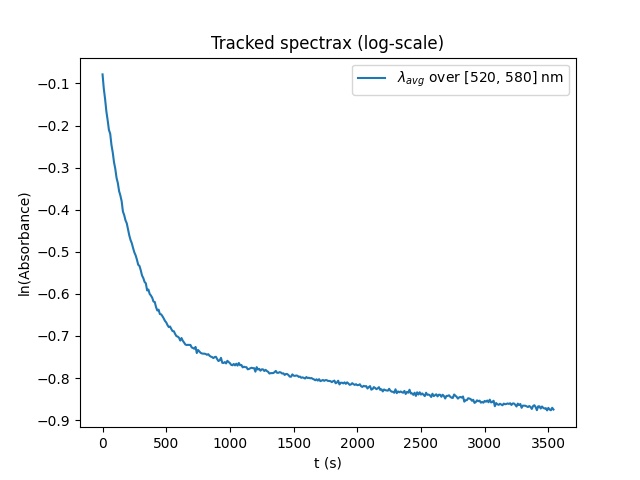 Tracked spectrax (log-scale)
λavg over [520, 580] nm
ln(Absorbance)
−0.1
−0.2
−0.3
−0.4
−0.5
−0.6
−0.7
−0.8
−0.9
0 500 1000 1500 2000 2500 3000 3500
t (s)